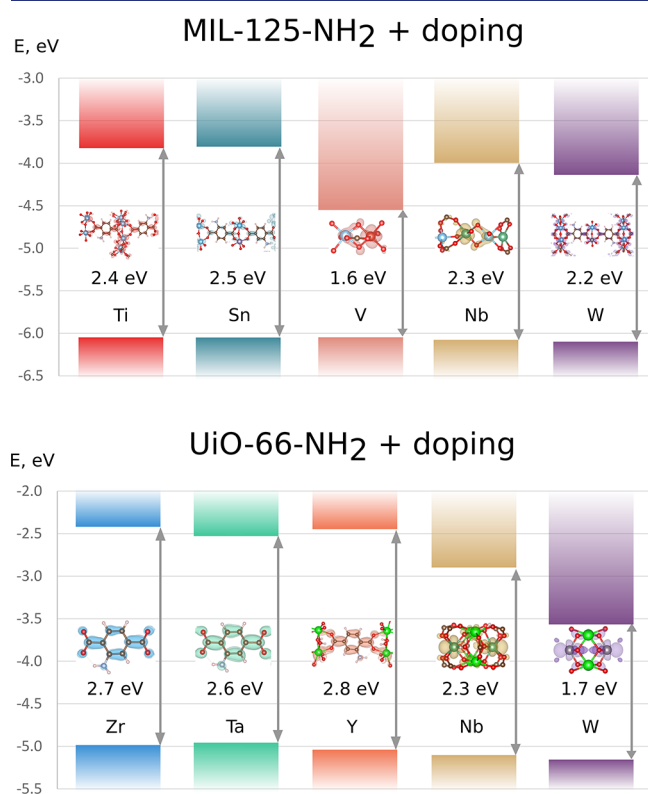 MIL-125-NH2 + doping
E, eV
-3.0
-3.5
-4.0
-4.5
-5.0
-5.5
-6.0
-6.5
2.4 eV 2.5 eV 1.6 eV 2.3 eV 2.2 eV
Ti Sn V Nb W
UiO-66-NH2 + doping
E, eV
-2.0
-2.5
-3.0
-3.5
-4.0
-4.5
-5.0
-5.5
2.7 eV 2.6 eV 2.8 eV 2.3 eV 1.7 eV
Zr Ta Y Nb W